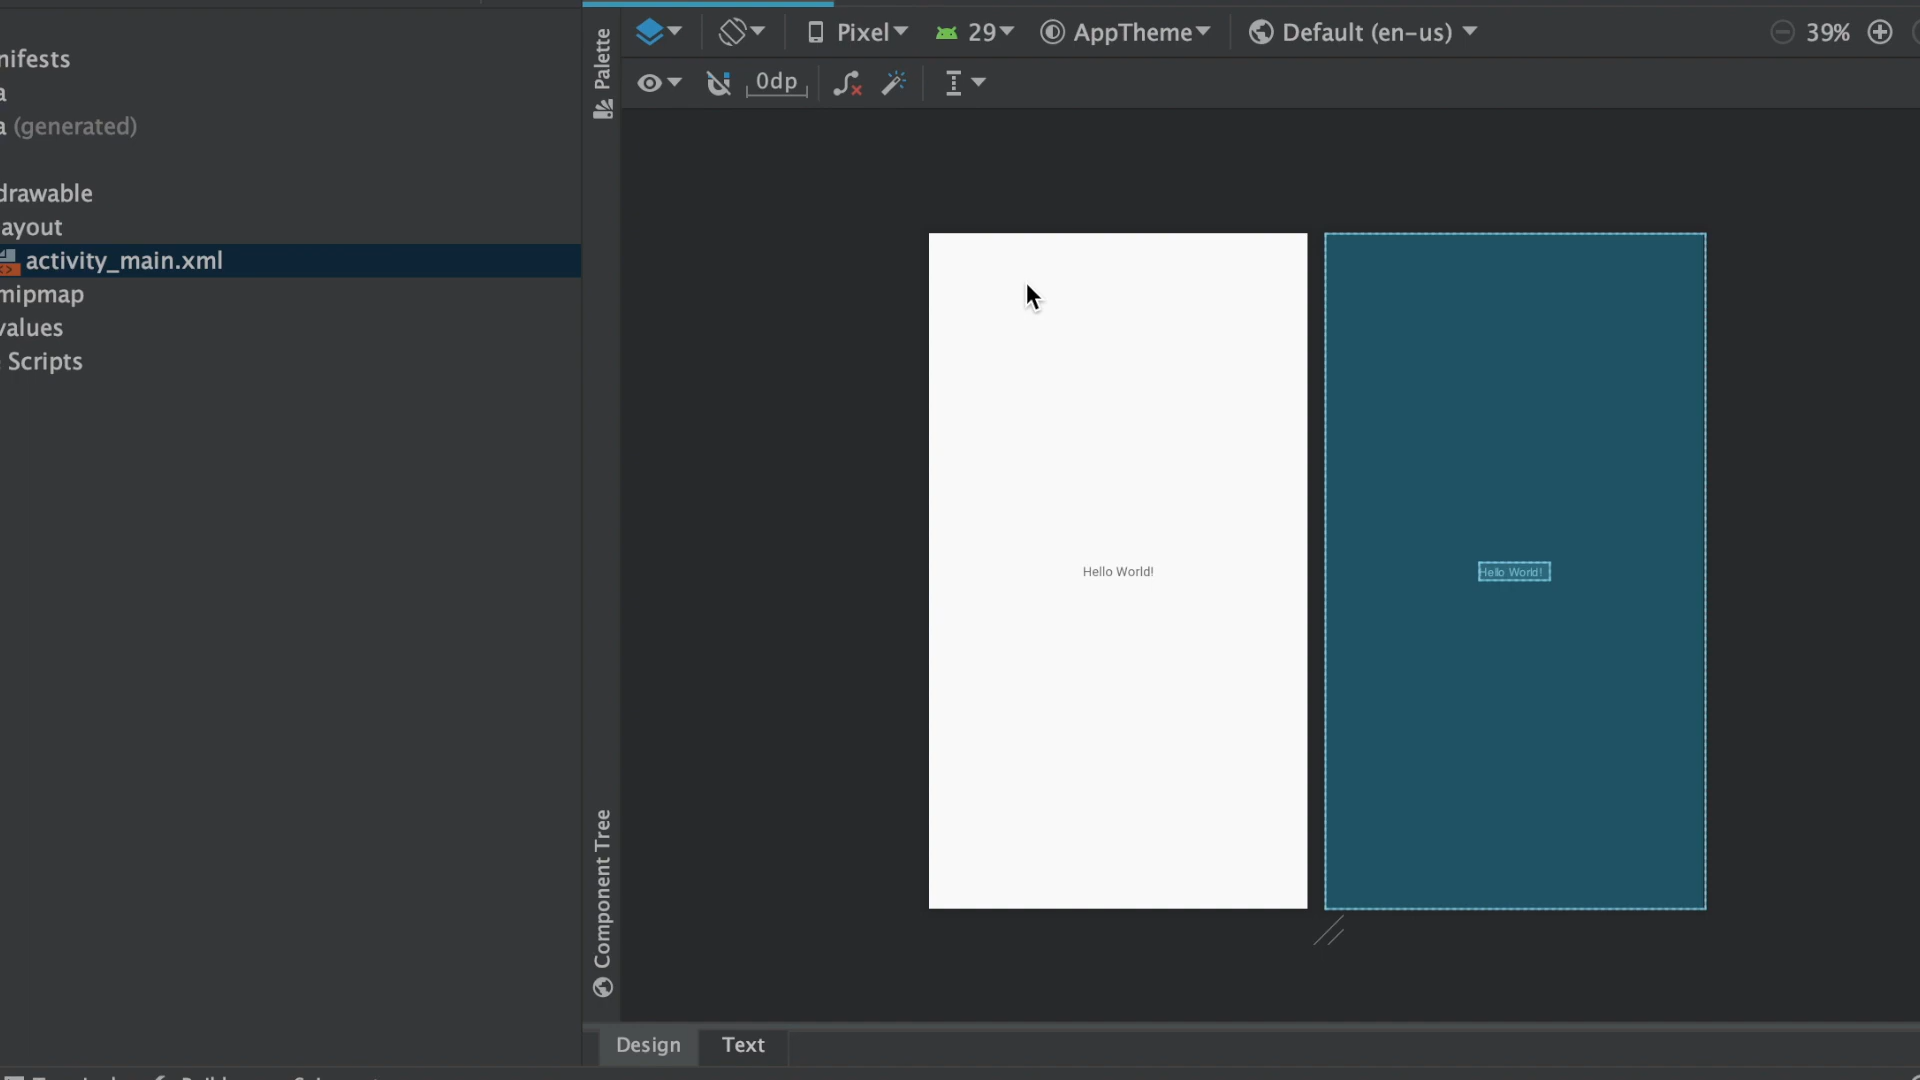 nifests
a
a (generated)
drawable
ayout
activity_main.xml
mipmap
values
Scripts
Palette
Component Tree
Pixel
29
AppTheme
Default (en-us)
39%
0dp
Hello World!
Hello World!
Design
Text